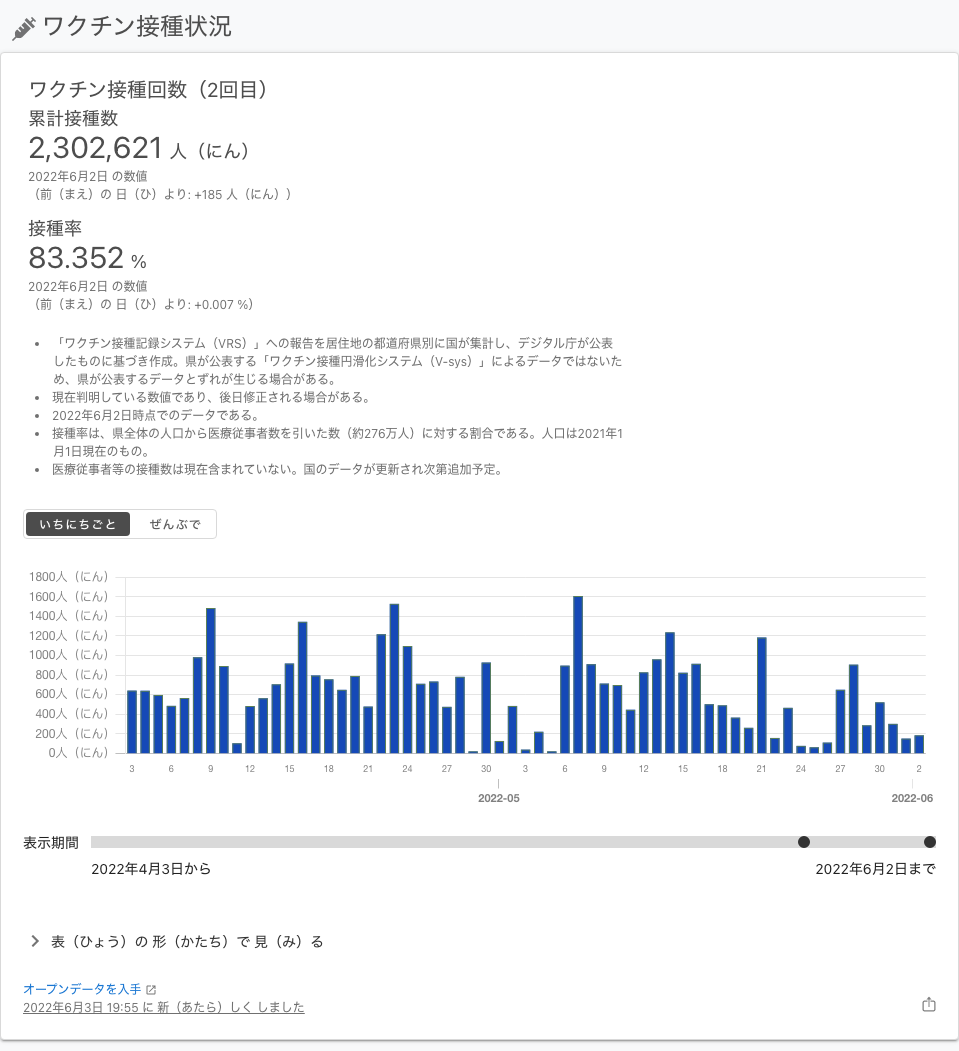 ワクチン接種状況
ワクチン接種回数（2回目）
累計接種数
2,302,621 人（にん）
2022年6月2日 の数値
（前（まえ）の 日（ひ）より: +185 人（にん））
接種率
83.352 %
2022年6月2日 の数値
（前（まえ）の 日（ひ）より: +0.007 %）
• 「ワクチン接種記録システム（VRS）」への報告を居住地の都道府県別に国が集計し、デジタル庁が公表
したものに基づき作成。県が公表する「ワクチン接種円滑化システム（V-sys）」によるデータではないた
め、県が公表するデータとずれが生じる場合がある。
• 現在判明している数値であり、後日修正される場合がある。
• 2022年6月2日時点でのデータである。
• 接種率は、県全体の人口から医療従事者数を引いた数（約276万人）に対する割合である。人口は2021年1
月1日現在のもの。
• 医療従事者等の接種数は現在含まれていない。国のデータが更新され次第追加予定。
いちにちごと ぜんぶで
1800人（にん）
1600人（にん）
1400人（にん）
1200人（にん）
1000人（にん）
800人（にん）
600人（にん）
400人（にん）
200人（にん）
0人（にん）
3 6 9 12 15 18 21 24 27 30 3 6 9 12 15 18 21 24 27 30 2
2022-05 2022-06
表示期間
2022年4月3日から 2022年6月2日まで
表（ひょう）の 形（かたち）で 見（み）る
オープンデータを入手
2022年6月3日 19:55 に 新（あたら）しく しました